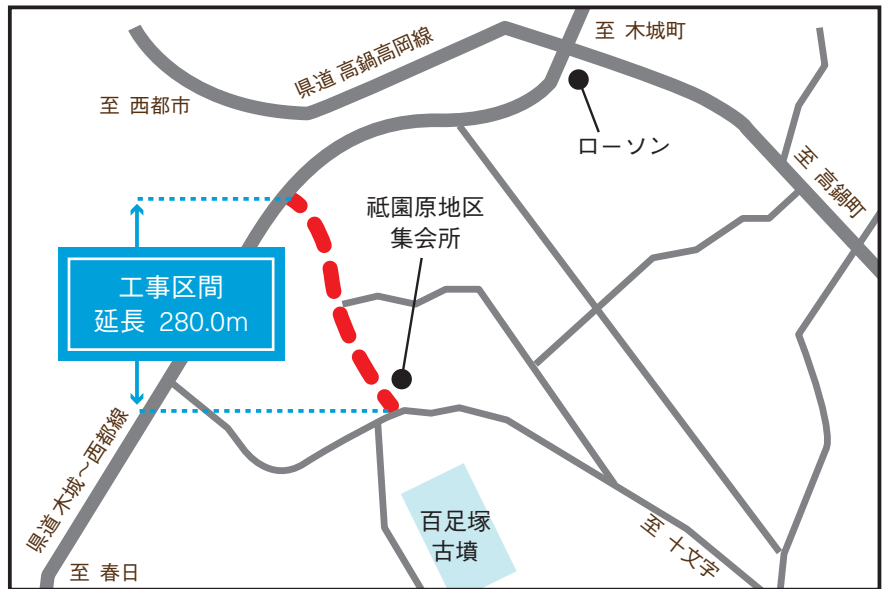 至 木城町
県道 高鍋高岡線
至 西都市
ローソン
至 高鍋町
祗園原地区
集会所
工事区間
延長 280.0m
県道 木城〜西都線
百足塚
古墳
至 十文字
至 春日